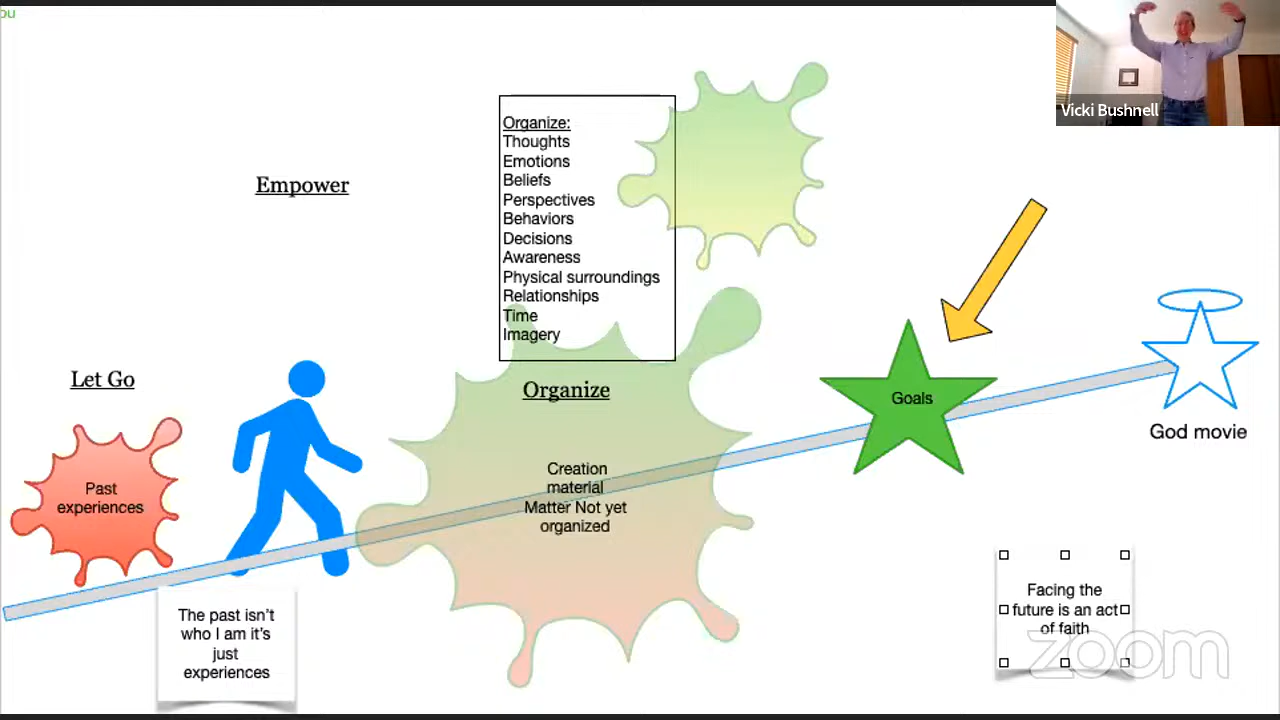 ou
Vicki Bushnell
Organize:
Thoughts
Emotions
Beliefs
Perspectives
Behaviors
Decisions
Awareness
Physical surroundings
Relationships
Time
Imagery
Empower
Let Go
Organize
Goals
God movie
Past
experiences
Creation
material
Matter Not yet
organized
Facing the
future is an act
of faith
The past isn't
who I am it's
just
experiences
zoom